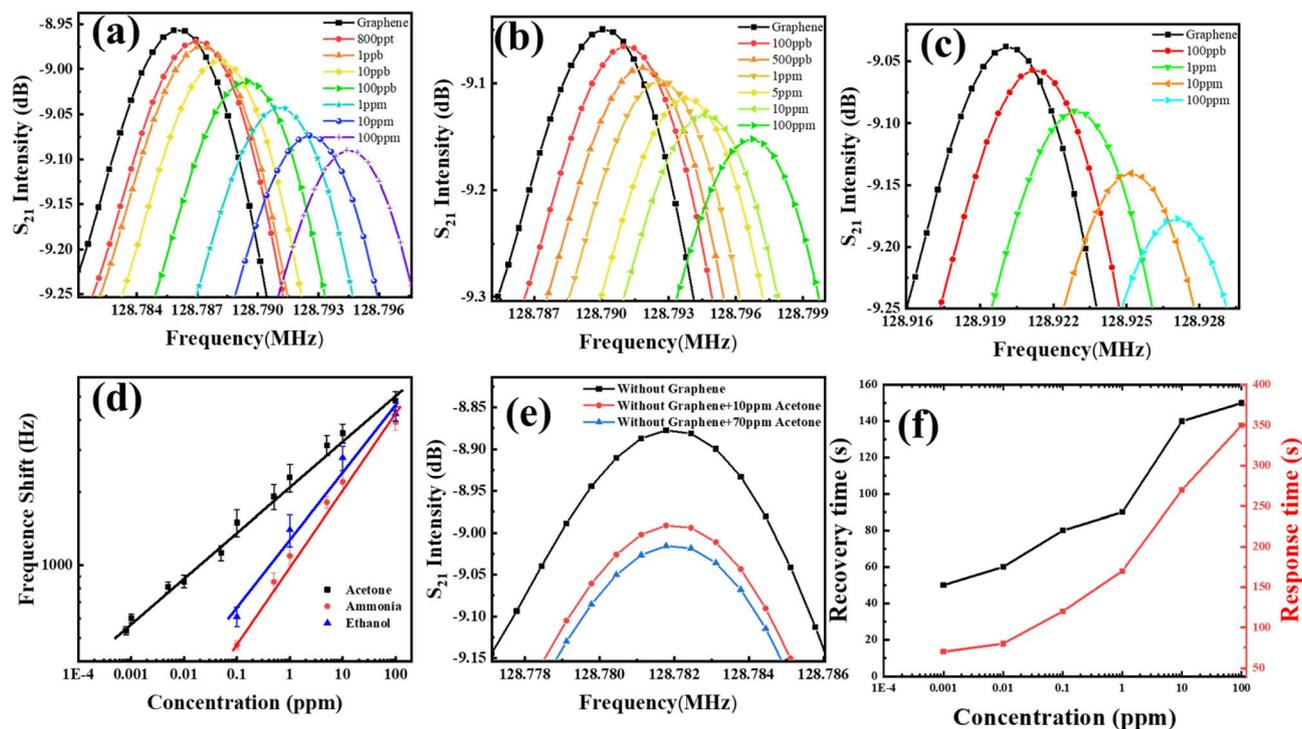 (a)
Graphene
800ppt
1ppb
10ppb
100ppb
1ppm
10ppm
100ppm
-8.95
-9.00
-9.05
-9.10
-9.15
-9.20
-9.25
S21 Intensity (dB)
128.784 128.787 128.790 128.793 128.796
Frequency(MHz)
(b)
Graphene
100ppb
500ppb
1ppm
5ppm
10ppm
100ppm
-9.1
-9.2
-9.3
S21 Intensity (dB)
128.787 128.790 128.793 128.796 128.799
Frequency(MHz)
(c)
Graphene
100ppb
1ppm
10ppm
100ppm
-9.05
-9.10
-9.15
-9.20
-9.25
S21 Intensity (dB)
128.916 128.919 128.922 128.925 128.928
Frequency(MHz)
(d)
Frequence Shift (Hz)
1000
Acetone
Ammonia
Ethanol
1E-4 0.001 0.01 0.1 1 10 100
Concentration (ppm)
(e)
Without Graphene
Without Graphene+10ppm Acetone
Without Graphene+70ppm Acetone
-8.85
-8.90
-8.95
-9.00
-9.05
-9.10
-9.15
S21 Intensity (dB)
128.778 128.780 128.782 128.784 128.786
Frequency(MHz)
(f)
160
140
120
100
80
60
40
20
0
Recovery time (s)
400
350
300
250
200
150
100
50
Response time (s)
1E-4 0.001 0.01 0.1 1 10 100
Concentration (ppm)